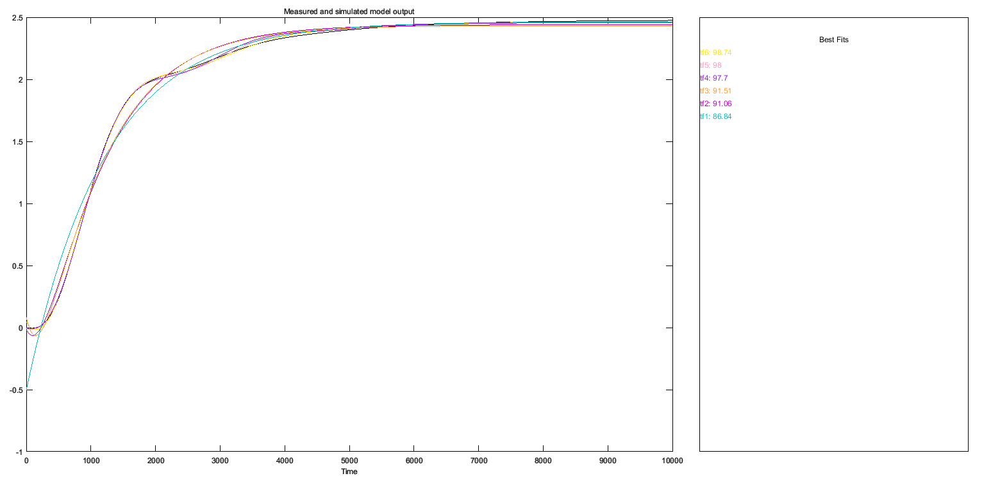 Measured and simulated model output
2.5
2
1.5
1
0.5
0
-0.5
-1
0 1000 2000 3000 4000 5000 6000 7000 8000 9000 10000
Time
Best Fits
tf6: 98.74
tf5: 98
tf4: 97.7
tf3: 91.51
tf2: 91.06
tf1: 86.84